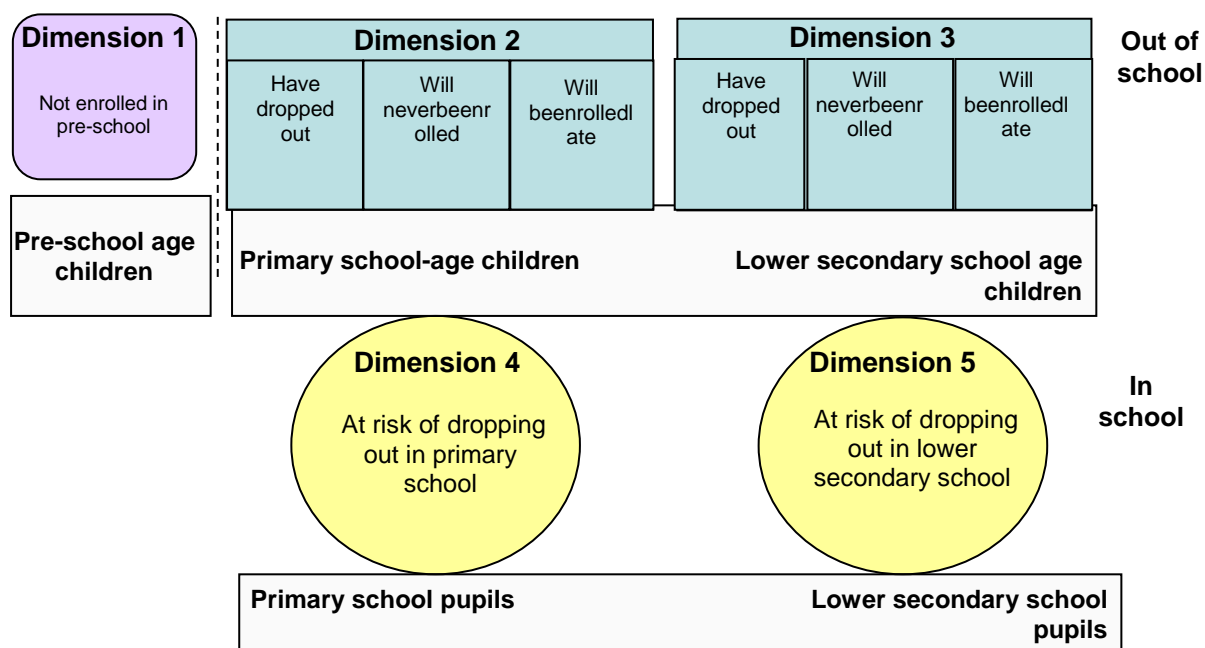 Dimension 1
Not enrolled in
pre-school
Pre-school age
children
Dimension 2
Have
dropped
out
Will
neverbeenr
olled
Will
beenrolledl
ate
Dimension 3
Have
dropped
out
Will
neverbeenr
olled
Will
beenrolledl
ate
Out of
school
Primary school-age children
Lower secondary school age
children
Dimension 4
At risk of dropping
out in primary
school
Dimension 5
At risk of dropping
out in lower
secondary school
In
school
Primary school pupils
Lower secondary school
pupils